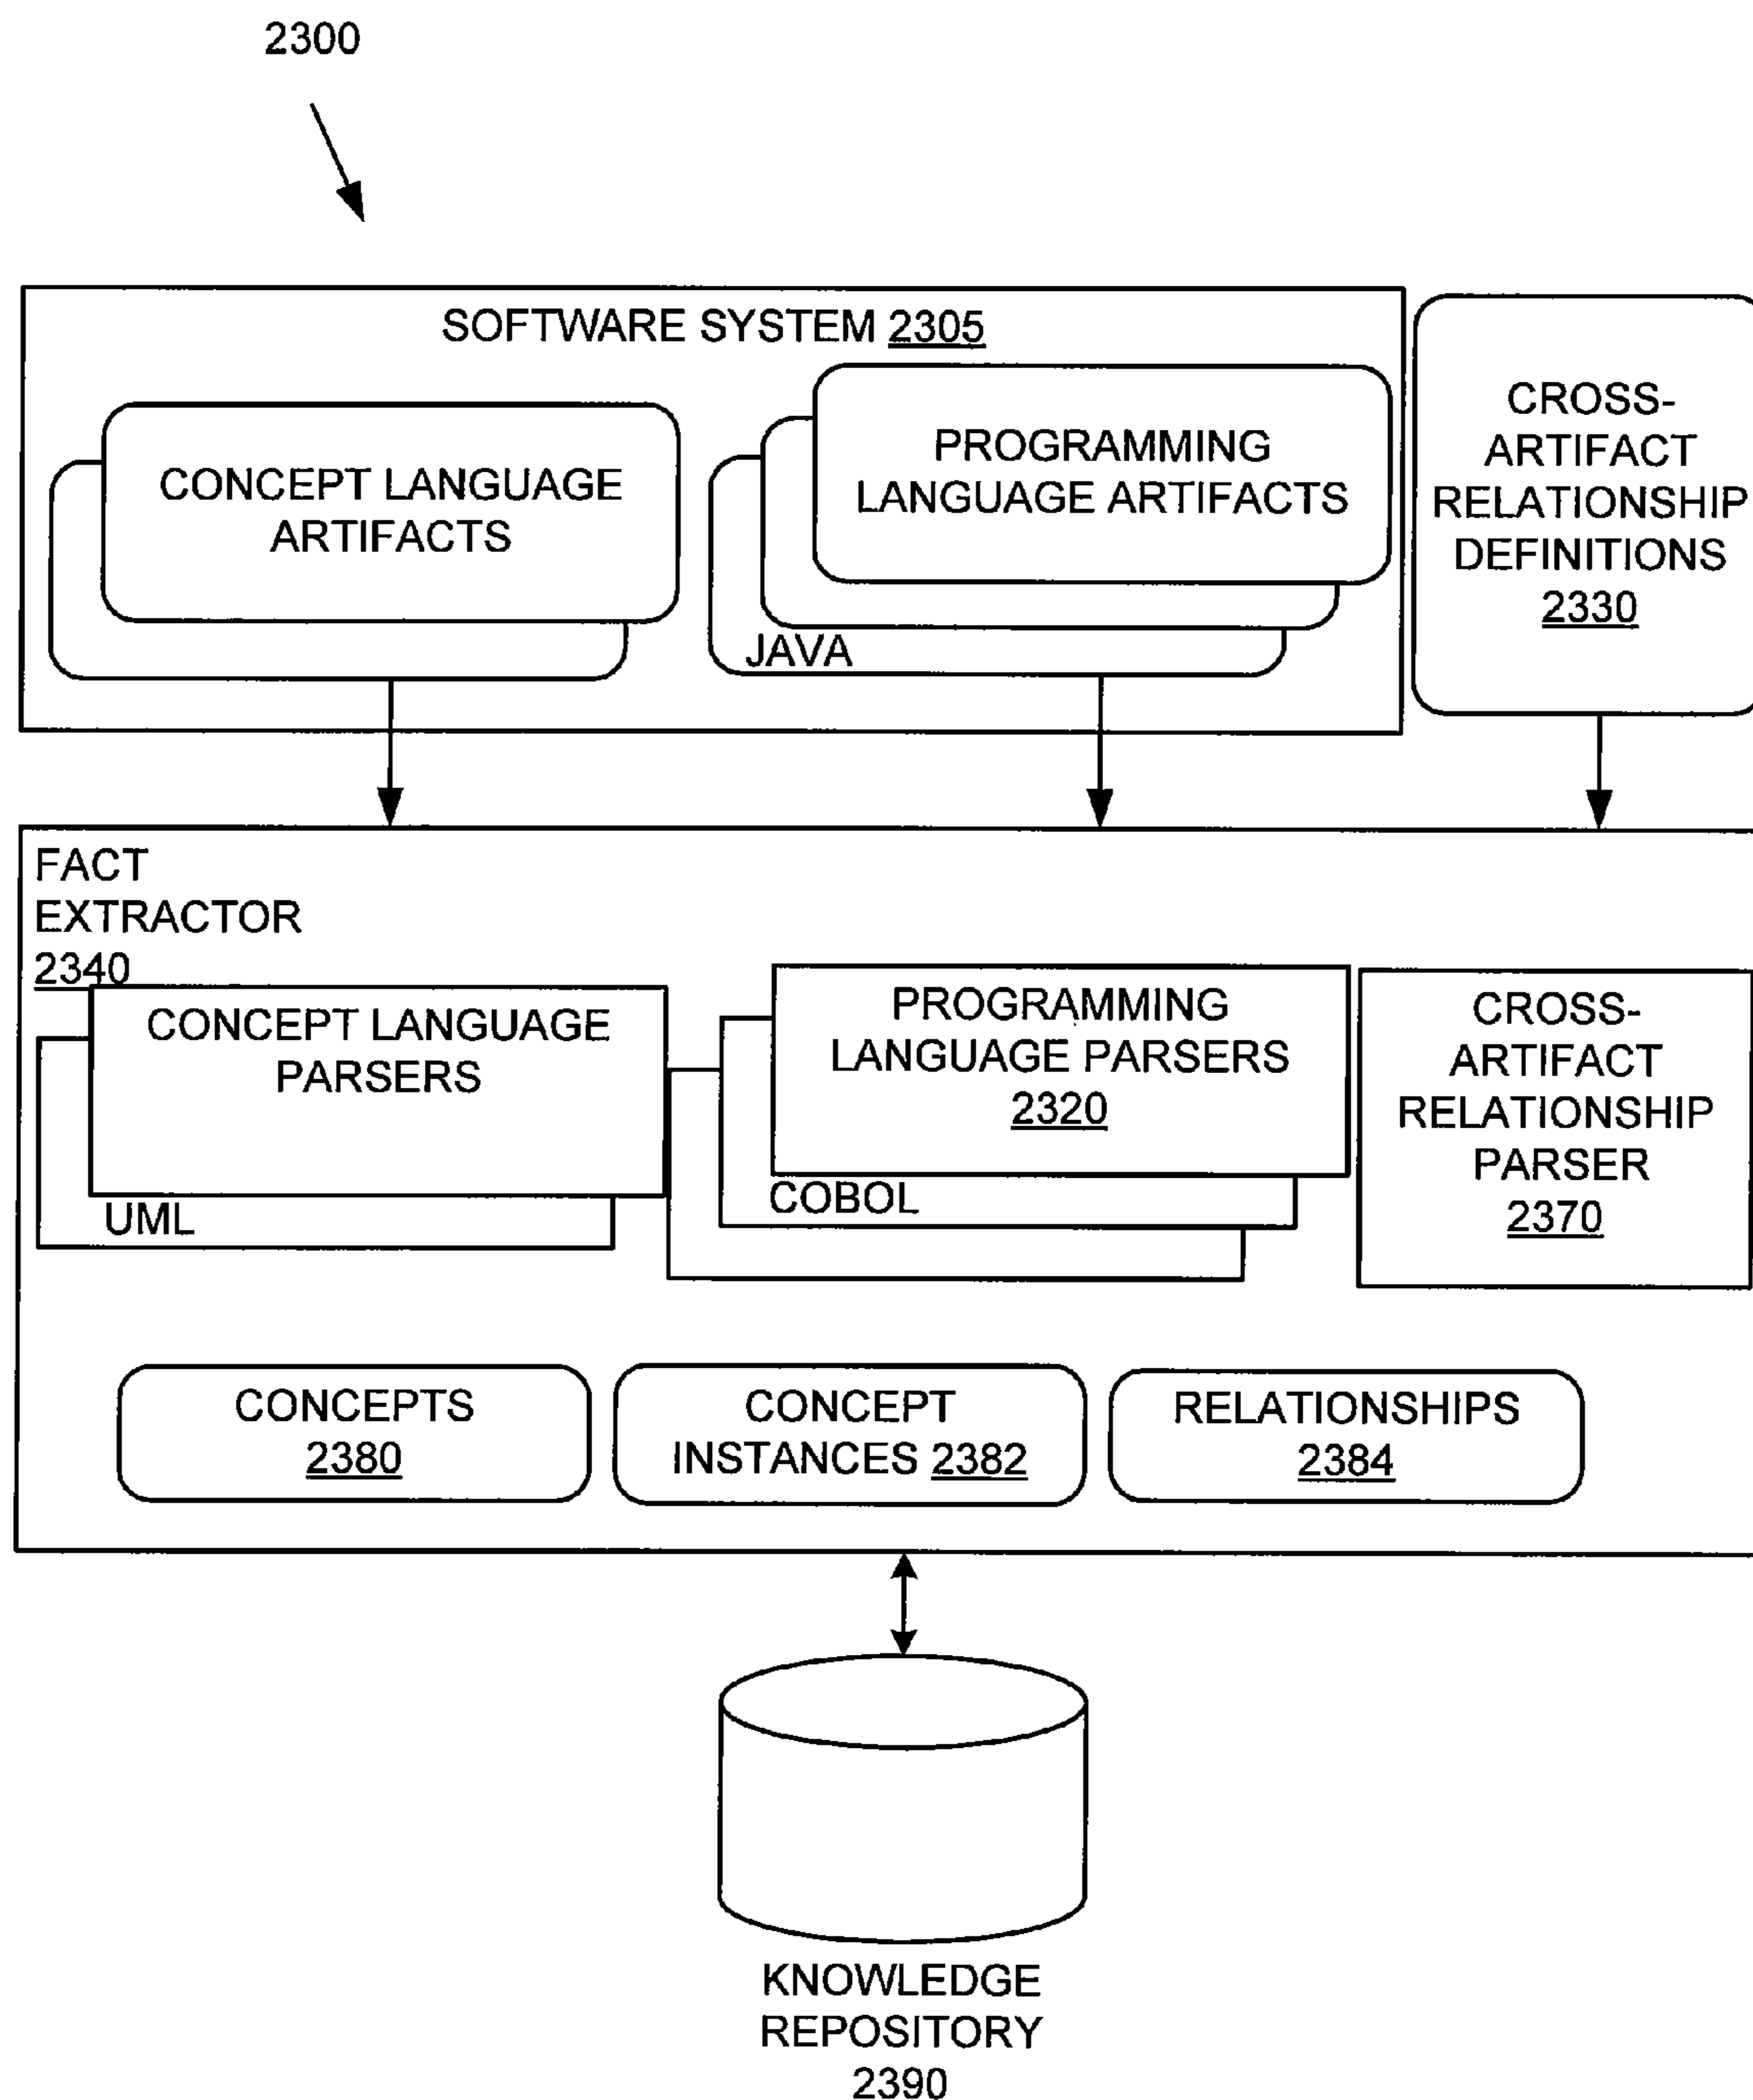 2300
SOFTWARE SYSTEM 2305
CONCEPT LANGUAGE
ARTIFACTS
PROGRAMMING
LANGUAGE ARTIFACTS
JAVA
CROSS-
ARTIFACT
RELATIONSHIP
DEFINITIONS
2330
FACT
EXTRACTOR
2340
CONCEPT LANGUAGE
PARSERS
UML
PROGRAMMING
LANGUAGE PARSERS
2320
COBOL
CROSS-
ARTIFACT
RELATIONSHIP
PARSER
2370
CONCEPTS
2380
CONCEPT
INSTANCES 2382
RELATIONSHIPS
2384
KNOWLEDGE
REPOSITORY
2390